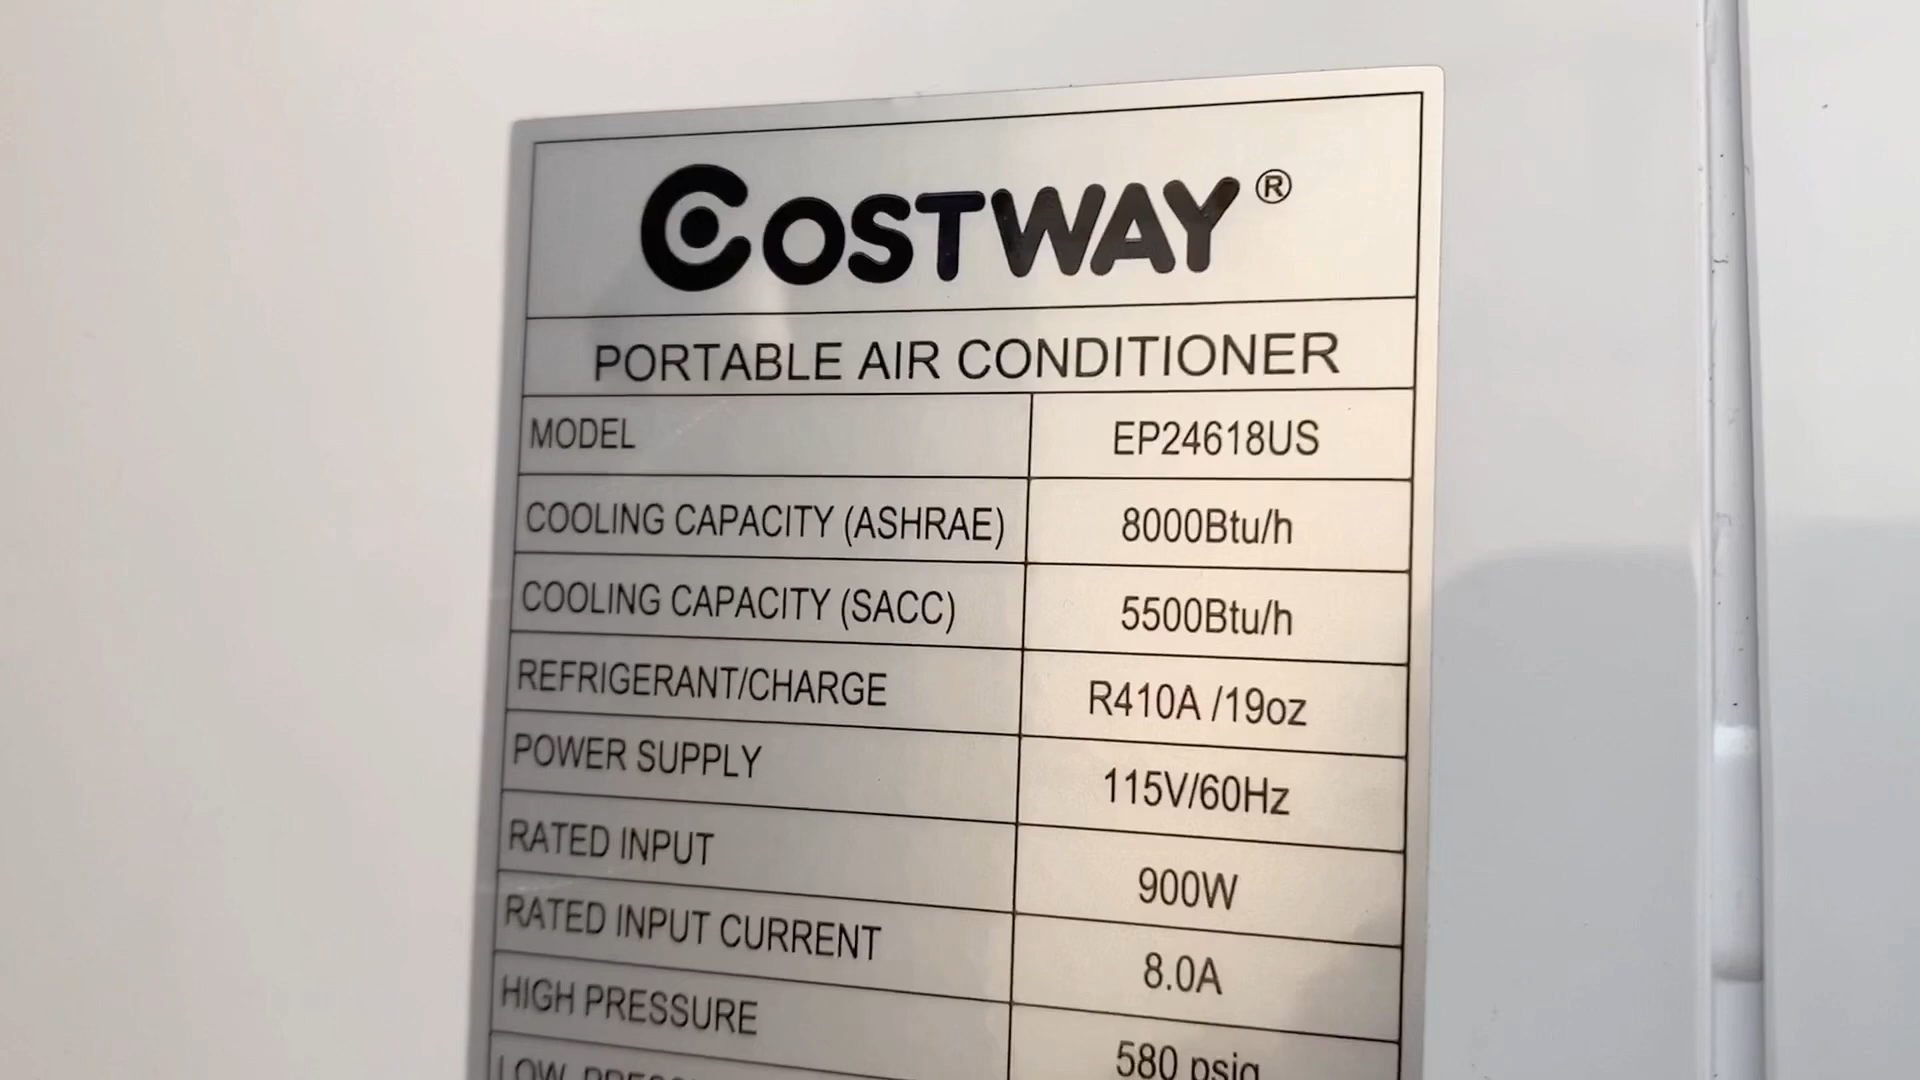 COSTWAY®
PORTABLE AIR CONDITIONER
MODEL EP24618US
COOLING CAPACITY (ASHRAE) 8000Btu/h
COOLING CAPACITY (SACC) 5500Btu/h
REFRIGERANT/CHARGE R410A /19oz
POWER SUPPLY 115V/60Hz
RATED INPUT 900W
RATED INPUT CURRENT 8.0A
HIGH PRESSURE 580 psig
LOW